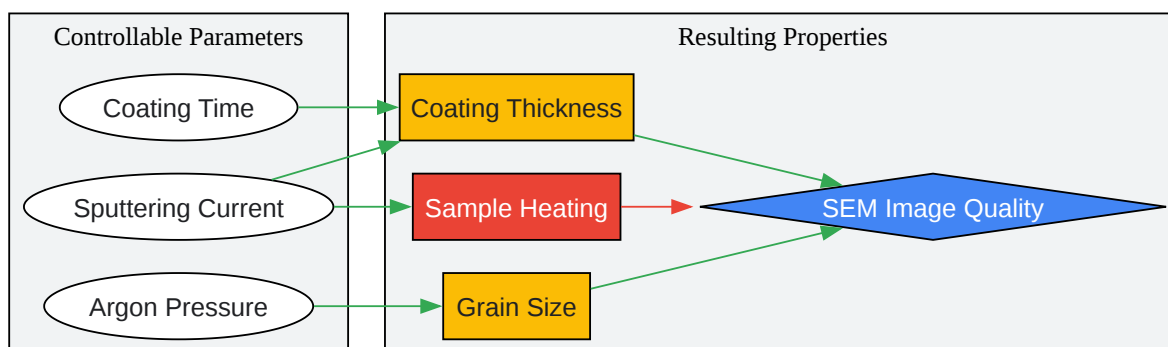 Controllable Parameters
Resulting Properties
Coating Time
Coating Thickness
Sputtering Current
Sample Heating
SEM Image Quality
Argon Pressure
Grain Size